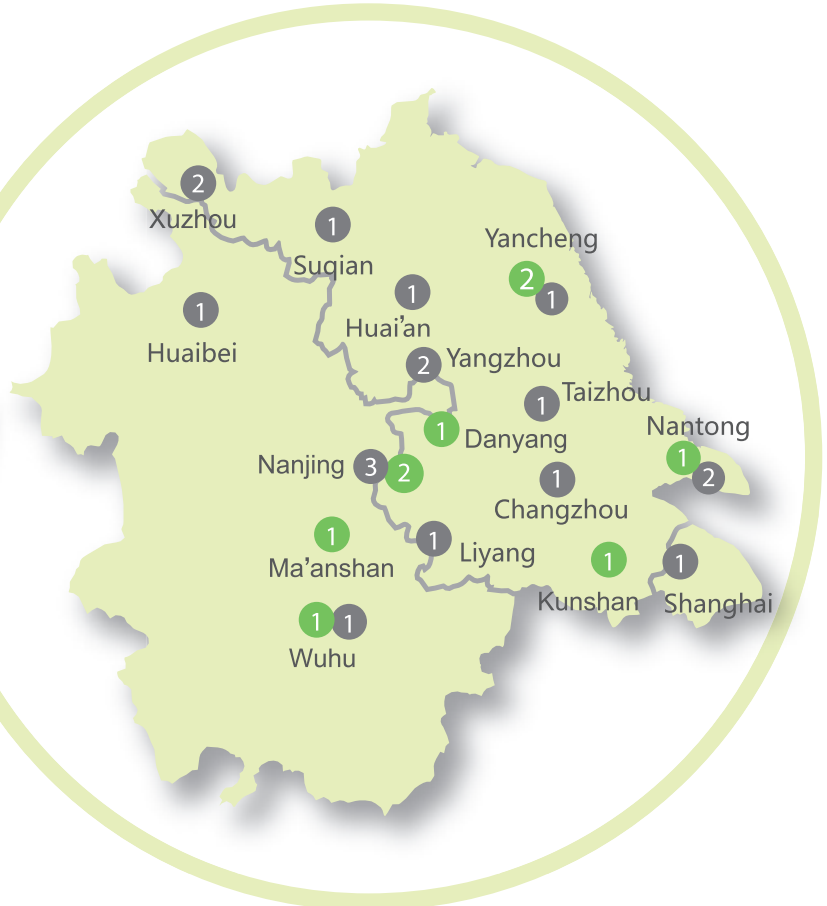 2
Xuzhou
1
Suqian
Yancheng
2
1
1
Huai’an
1
Huaibei
2 Yangzhou
1 Taizhou
1 Danyang
Nantong
1
2
Nanjing 3 2
1
Changzhou
1
Ma’anshan
1 Liyang
1
Kunshan
1
Shanghai
1 1
Wuhu